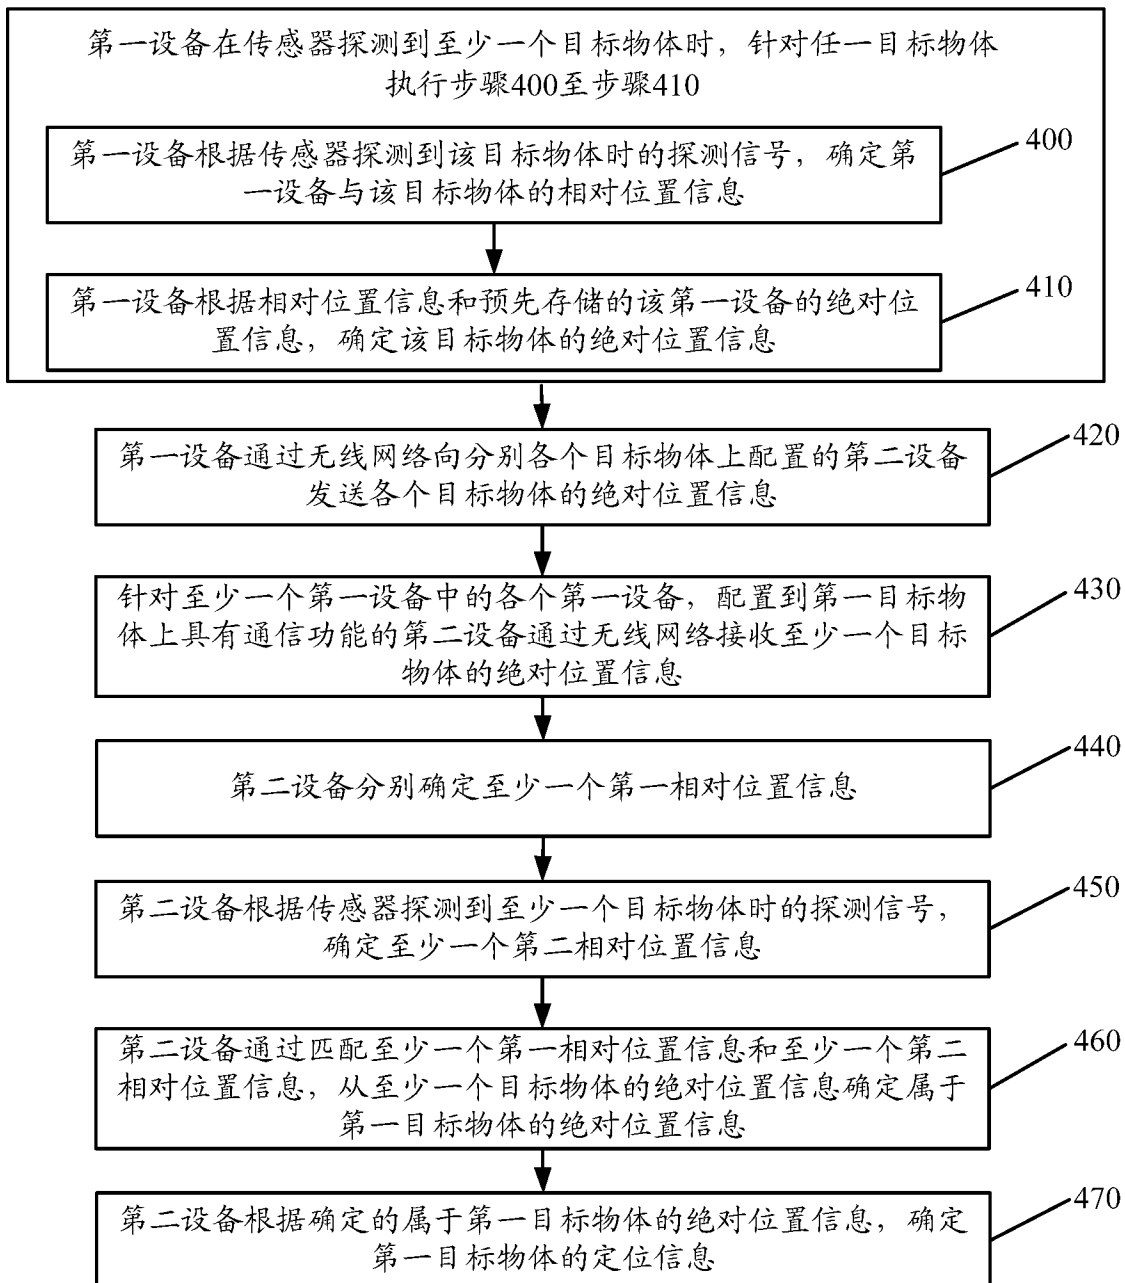 第一设备在传感器探测到至少一个目标物体时，针对任一目标物体
执行步骤400至步骤410
400
第一设备根据传感器探测到该目标物体时的探测信号，确定第
一设备与该目标物体的相对位置信息
410
第一设备根据相对位置信息和预先存储的该第一设备的绝对位
置信息，确定该目标物体的绝对位置信息
420
第一设备通过无线网络向分别各个目标物体上配置的第二设备
发送各个目标物体的绝对位置信息
430
针对至少一个第一设备中的各个第一设备，配置到第一目标物
体上具有通信功能的第二设备通过无线网络接收至少一个目标
物体的绝对位置信息
440
第二设备分别确定至少一个第一相对位置信息
450
第二设备根据传感器探测到至少一个目标物体时的探测信号，
确定至少一个第二相对位置信息
460
第二设备通过匹配至少一个第一相对位置信息和至少一个第二
相对位置信息，从至少一个目标物体的绝对位置信息确定属于
第一目标物体的绝对位置信息
470
第二设备根据确定的属于第一目标物体的绝对位置信息，确定
第一目标物体的定位信息